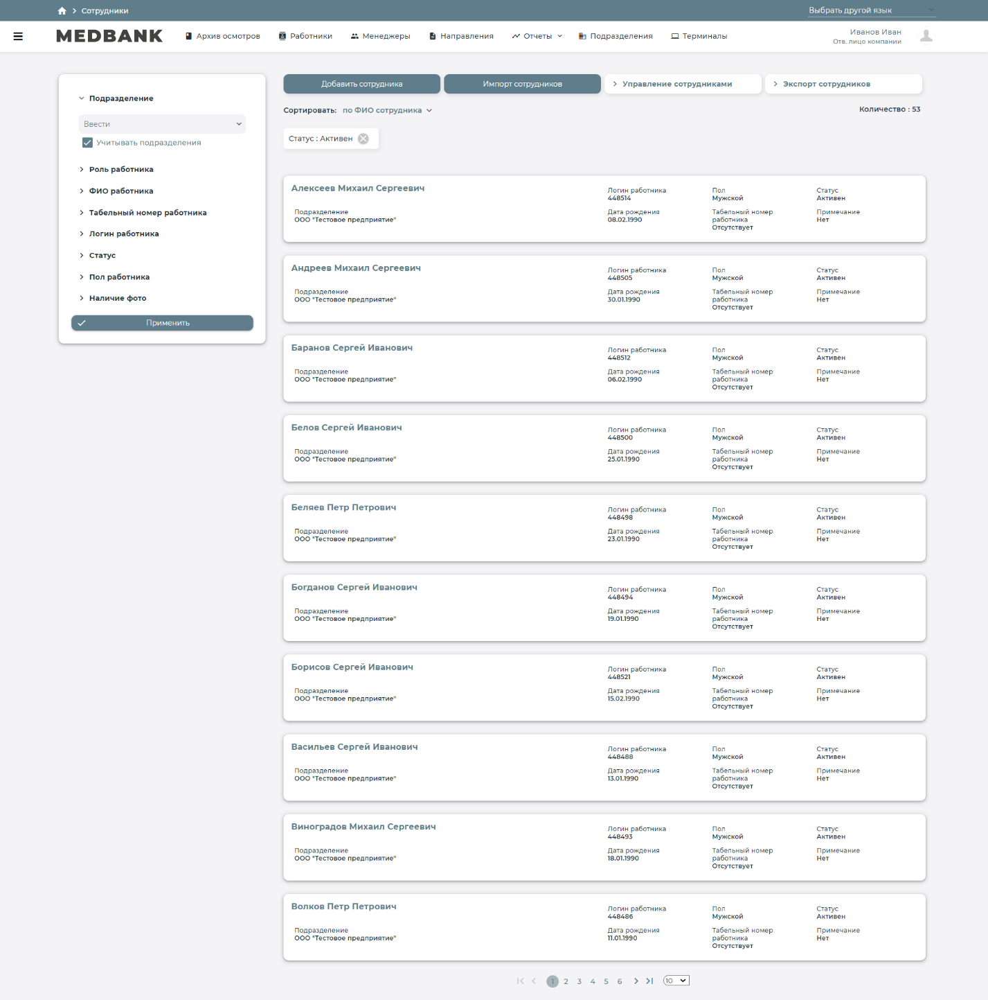 Сотрудники
Выбрать другой язык
MEDBANK
Архив осмотров
Работники
Менеджеры
Направления
Отчеты
Подразделения
Терминалы
Иванов Иван
Отв. лицо компании
Подразделение
Ввести
Учитывать подразделения
Роль работника
ФИО работника
Табельный номер работника
Логин работника
Статус
Пол работника
Наличие фото
Применить
Добавить сотрудника
Импорт сотрудников
Управление сотрудниками
Экспорт сотрудников
Сортировать: по ФИО сотрудника
Количество : 53
Статус : Активен
Алексеев Михаил Сергеевич
Подразделение
ООО "Тестовое предприятие"
Логин работника
448514
Дата рождения
08.02.1990
Пол
Мужской
Табельный номер
работника
Отсутствует
Статус
Активен
Примечание
Нет
Андреев Михаил Сергеевич
Подразделение
ООО "Тестовое предприятие"
Логин работника
448505
Дата рождения
30.01.1990
Пол
Мужской
Табельный номер
работника
Отсутствует
Статус
Активен
Примечание
Нет
Баранов Сергей Иванович
Подразделение
ООО "Тестовое предприятие"
Логин работника
448512
Дата рождения
06.02.1990
Пол
Мужской
Табельный номер
работника
Отсутствует
Статус
Активен
Примечание
Нет
Белов Сергей Иванович
Подразделение
ООО "Тестовое предприятие"
Логин работника
448500
Дата рождения
25.01.1990
Пол
Мужской
Табельный номер
работника
Отсутствует
Статус
Активен
Примечание
Нет
Беляев Петр Петрович
Подразделение
ООО "Тестовое предприятие"
Логин работника
448498
Дата рождения
23.01.1990
Пол
Мужской
Табельный номер
работника
Отсутствует
Статус
Активен
Примечание
Нет
Богданов Сергей Иванович
Подразделение
ООО "Тестовое предприятие"
Логин работника
448494
Дата рождения
19.01.1990
Пол
Мужской
Табельный номер
работника
Отсутствует
Статус
Активен
Примечание
Нет
Борисов Сергей Иванович
Подразделение
ООО "Тестовое предприятие"
Логин работника
448521
Дата рождения
15.02.1990
Пол
Мужской
Табельный номер
работника
Отсутствует
Статус
Активен
Примечание
Нет
Васильев Сергей Иванович
Подразделение
ООО "Тестовое предприятие"
Логин работника
448488
Дата рождения
13.01.1990
Пол
Мужской
Табельный номер
работника
Отсутствует
Статус
Активен
Примечание
Нет
Виноградов Михаил Сергеевич
Подразделение
ООО "Тестовое предприятие"
Логин работника
448493
Дата рождения
18.01.1990
Пол
Мужской
Табельный номер
работника
Отсутствует
Статус
Активен
Примечание
Нет
Волков Петр Петрович
Подразделение
ООО "Тестовое предприятие"
Логин работника
448486
Дата рождения
11.01.1990
Пол
Мужской
Табельный номер
работника
Отсутствует
Статус
Активен
Примечание
Нет
1 2 3 4 5 6 10